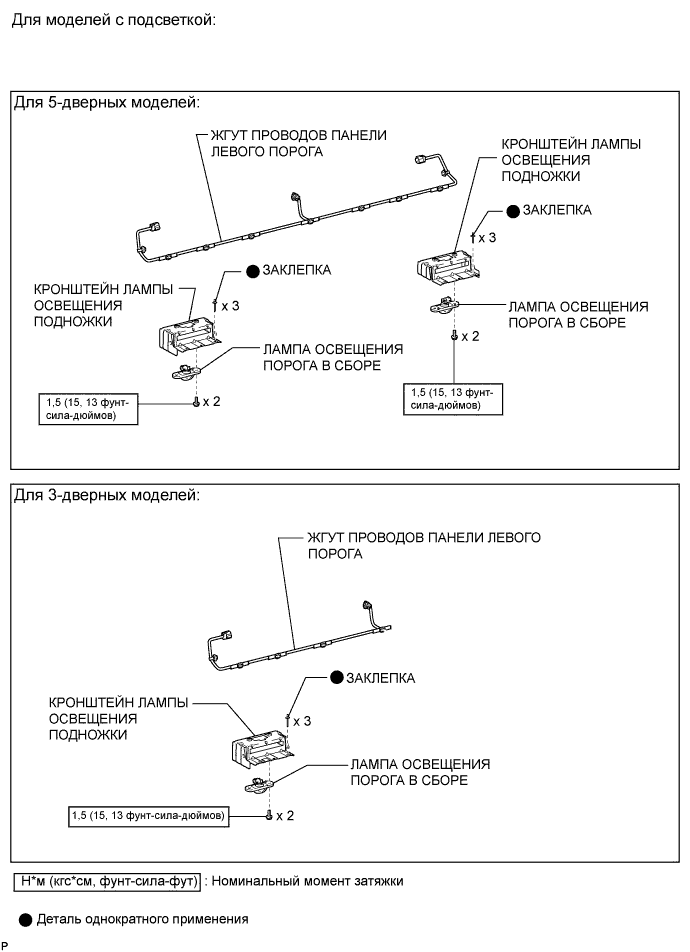 Для моделей с подсветкой:
Для 5-дверных моделей:
ЖГУТ ПРОВОДОВ ПАНЕЛИ
ЛЕВОГО ПОРОГА
КРОНШТЕЙН ЛАМПЫ
ОСВЕЩЕНИЯ
ПОДНОЖКИ
ЗАКЛЕПКА
x 3
ЗАКЛЕПКА
КРОНШТЕЙН ЛАМПЫ
ОСВЕЩЕНИЯ
ПОДНОЖКИ
x 3
ЛАМПА ОСВЕЩЕНИЯ
ПОРОГА В СБОРЕ
x 2
ЛАМПА ОСВЕЩЕНИЯ
ПОРОГА В СБОРЕ
1,5 (15, 13 фунт-
сила-дюймов)
x 2
1,5 (15, 13 фунт-
сила-дюймов)
Для 3-дверных моделей:
ЖГУТ ПРОВОДОВ ПАНЕЛИ ЛЕВОГО
ПОРОГА
ЗАКЛЕПКА
КРОНШТЕЙН ЛАМПЫ
ОСВЕЩЕНИЯ
ПОДНОЖКИ
x 3
ЛАМПА ОСВЕЩЕНИЯ
ПОРОГА В СБОРЕ
1,5 (15, 13 фунт-сила-дюймов)
x 2
Н*м (кгс*см, фунт-сила-фут) : Номинальный момент затяжки
Деталь однократного применения
P